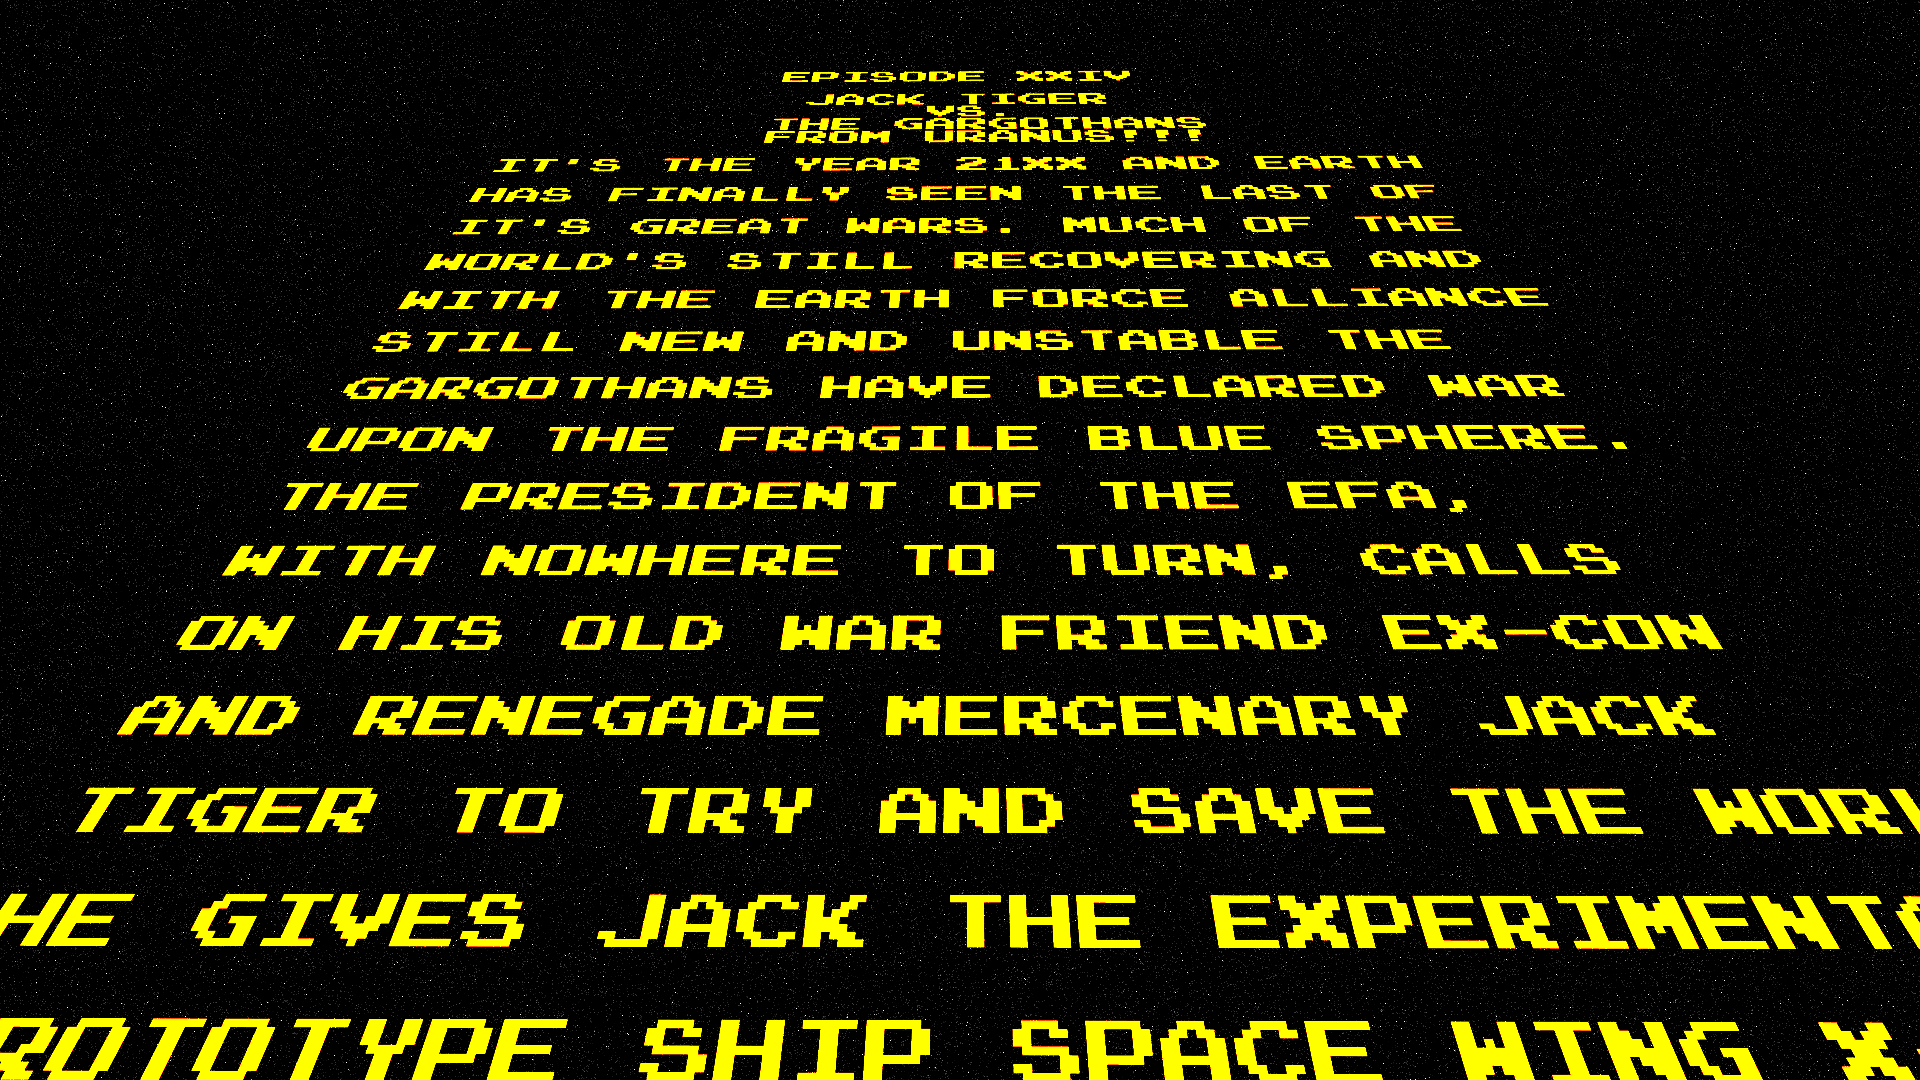 EPISODE XXIV
JACK TIGER
VS.
THE GARGOTHANS
FROM URANUS!!!
IT'S THE YEAR 21XX AND EARTH
HAS FINALLY SEEN THE LAST OF
IT'S GREAT WARS. MUCH OF THE
WORLD'S STILL RECOVERING AND
WITH THE EARTH FORCE ALLIANCE
STILL NEW AND UNSTABLE THE
GARGOTHANS HAVE DECLARED WAR
UPON THE FRAGILE BLUE SPHERE.
THE PRESIDENT OF THE EFA,
WITH NOWHERE TO TURN, CALLS
ON HIS OLD WAR FRIEND EX-CON
AND RENEGADE MERCENARY JACK
TIGER TO TRY AND SAVE THE WORL
HE GIVES JACK THE EXPERIMENTA
ROTOTYPE SHIP SPACE WING X